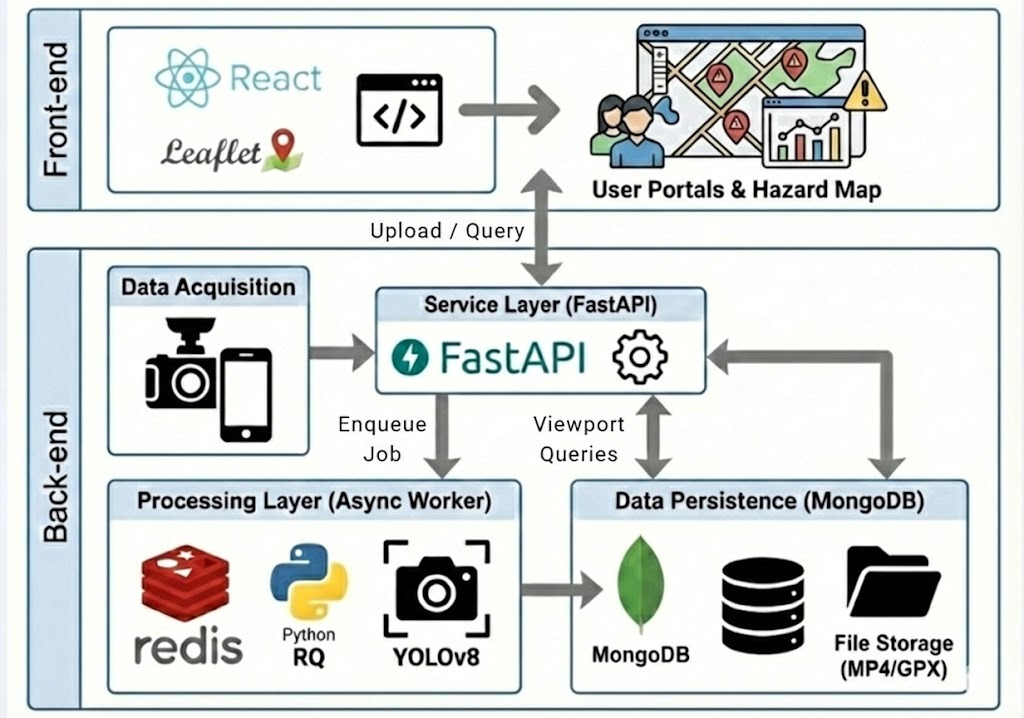 Front-end
React
Leaflet
</>
User Portals & Hazard Map
Upload / Query
Back-end
Data Acquisition
Service Layer (FastAPI)
FastAPI
Enqueue
Job
Viewport
Queries
Processing Layer (Async Worker)
redis
Python
RQ
YOLOv8
Data Persistence (MongoDB)
MongoDB
File Storage
(MP4/GPX)